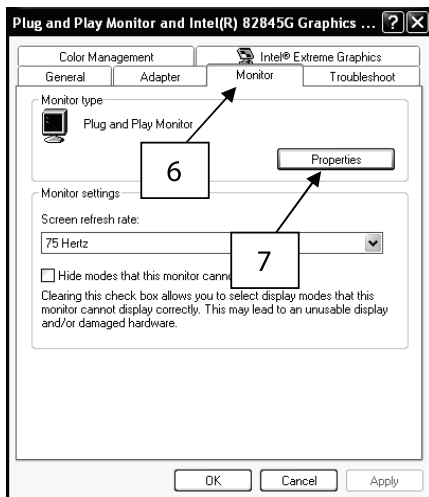 Plug and Play Monitor and Intel(R) 82845G Graphics ...
Color Management
Intel® Extreme Graphics
General
Adapter
Monitor
Troubleshoot
Monitor type
Plug and Play Monitor
6
Properties
Monitor settings
Screen refresh rate:
75 Hertz
7
Hide modes that this monitor
Clearing this check box allows you to select display modes that this
monitor cannot display correctly. This may lead to an unusable display
and/or damaged hardware.
OK
Cancel
Apply